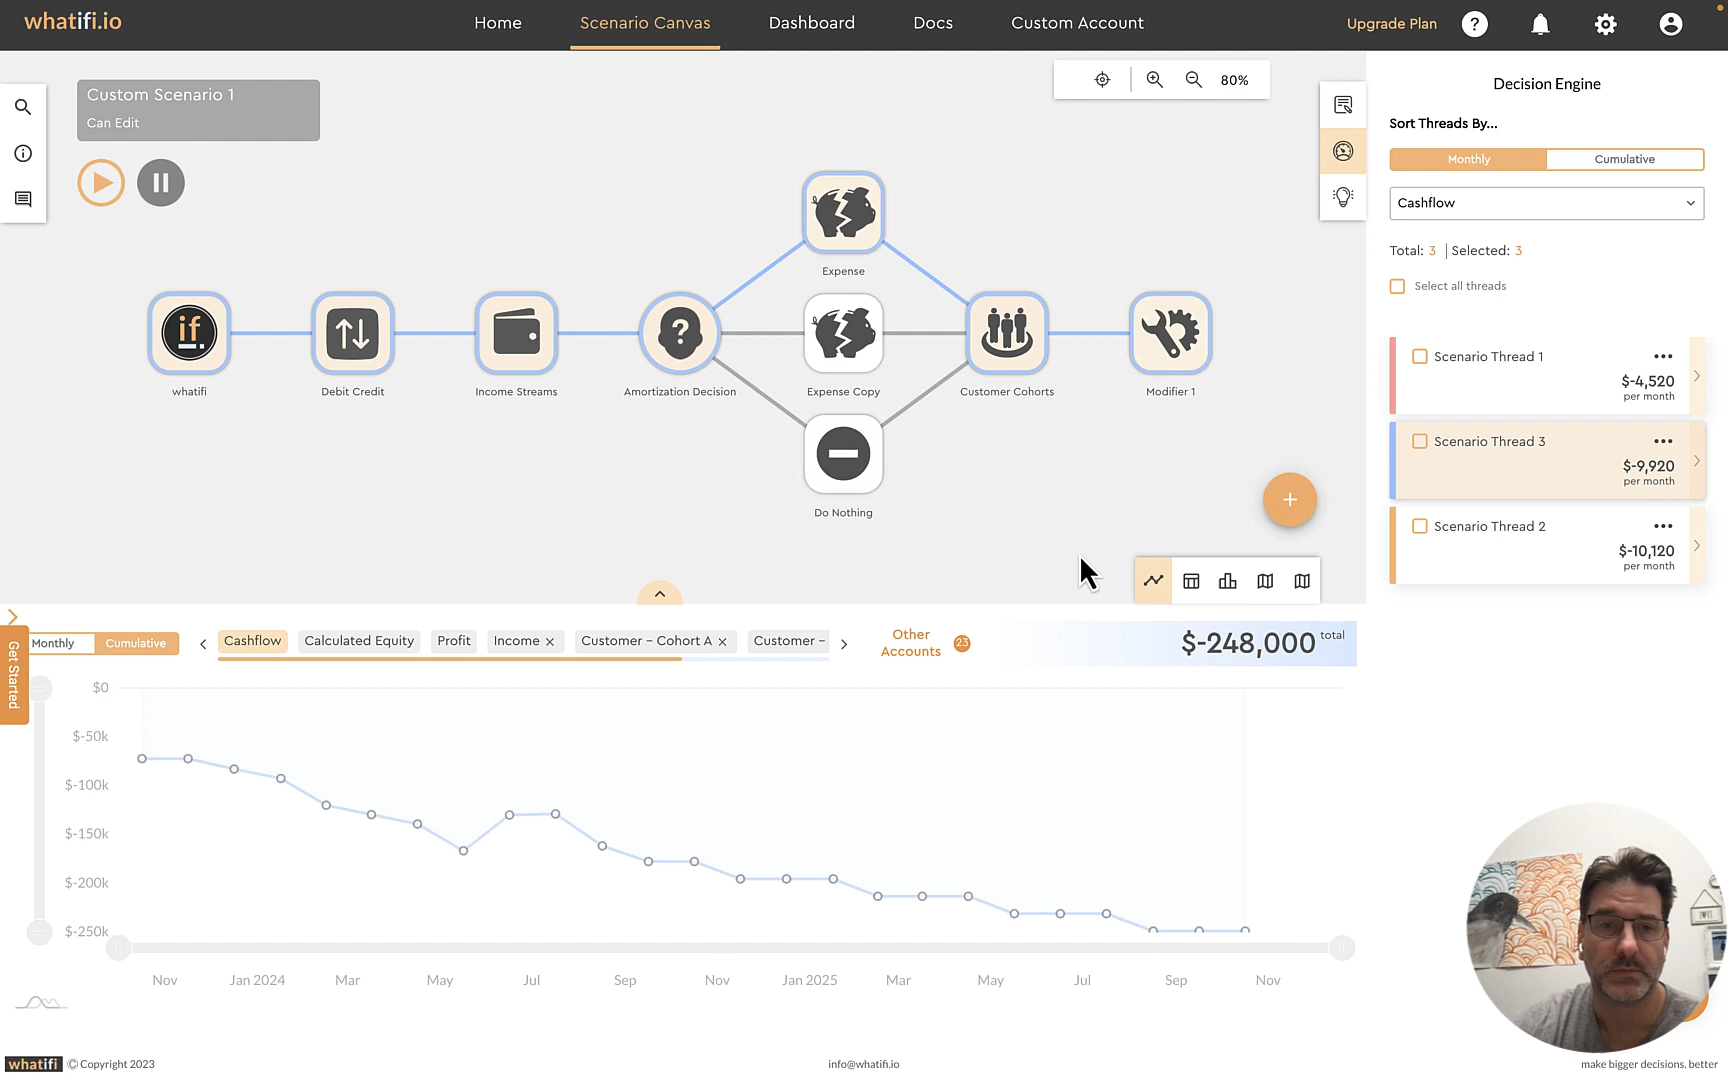 whatifi.io
Home
Scenario Canvas
Dashboard
Docs
Custom Account
Upgrade Plan
?
Custom Scenario 1
Can Edit
80%
Expense
if
whatifi
Debit Credit
Income Streams
?
Amortization Decision
Expense Copy
Customer Cohorts
Modifier 1
Do Nothing
+
Decision Engine
Sort Threads By...
Monthly
Cumulative
Cashflow
Total: 3 | Selected: 3
Select all threads
Scenario Thread 1
$-4,520
per month
Scenario Thread 3
$-9,920
per month
Scenario Thread 2
$-10,120
per month
Get Started
Monthly
Cumulative
Cashflow
Calculated Equity
Profit
Income ×
Customer - Cohort A ×
Customer -
Other
Accounts
23
$-248,000 total
$0
$-50k
$-100k
$-150k
$-200k
$-250k
Nov
Jan 2024
Mar
May
Jul
Sep
Nov
Jan 2025
Mar
May
Jul
Sep
Nov
whatifi © Copyright 2023
info@whatifi.io
make bigger decisions. better